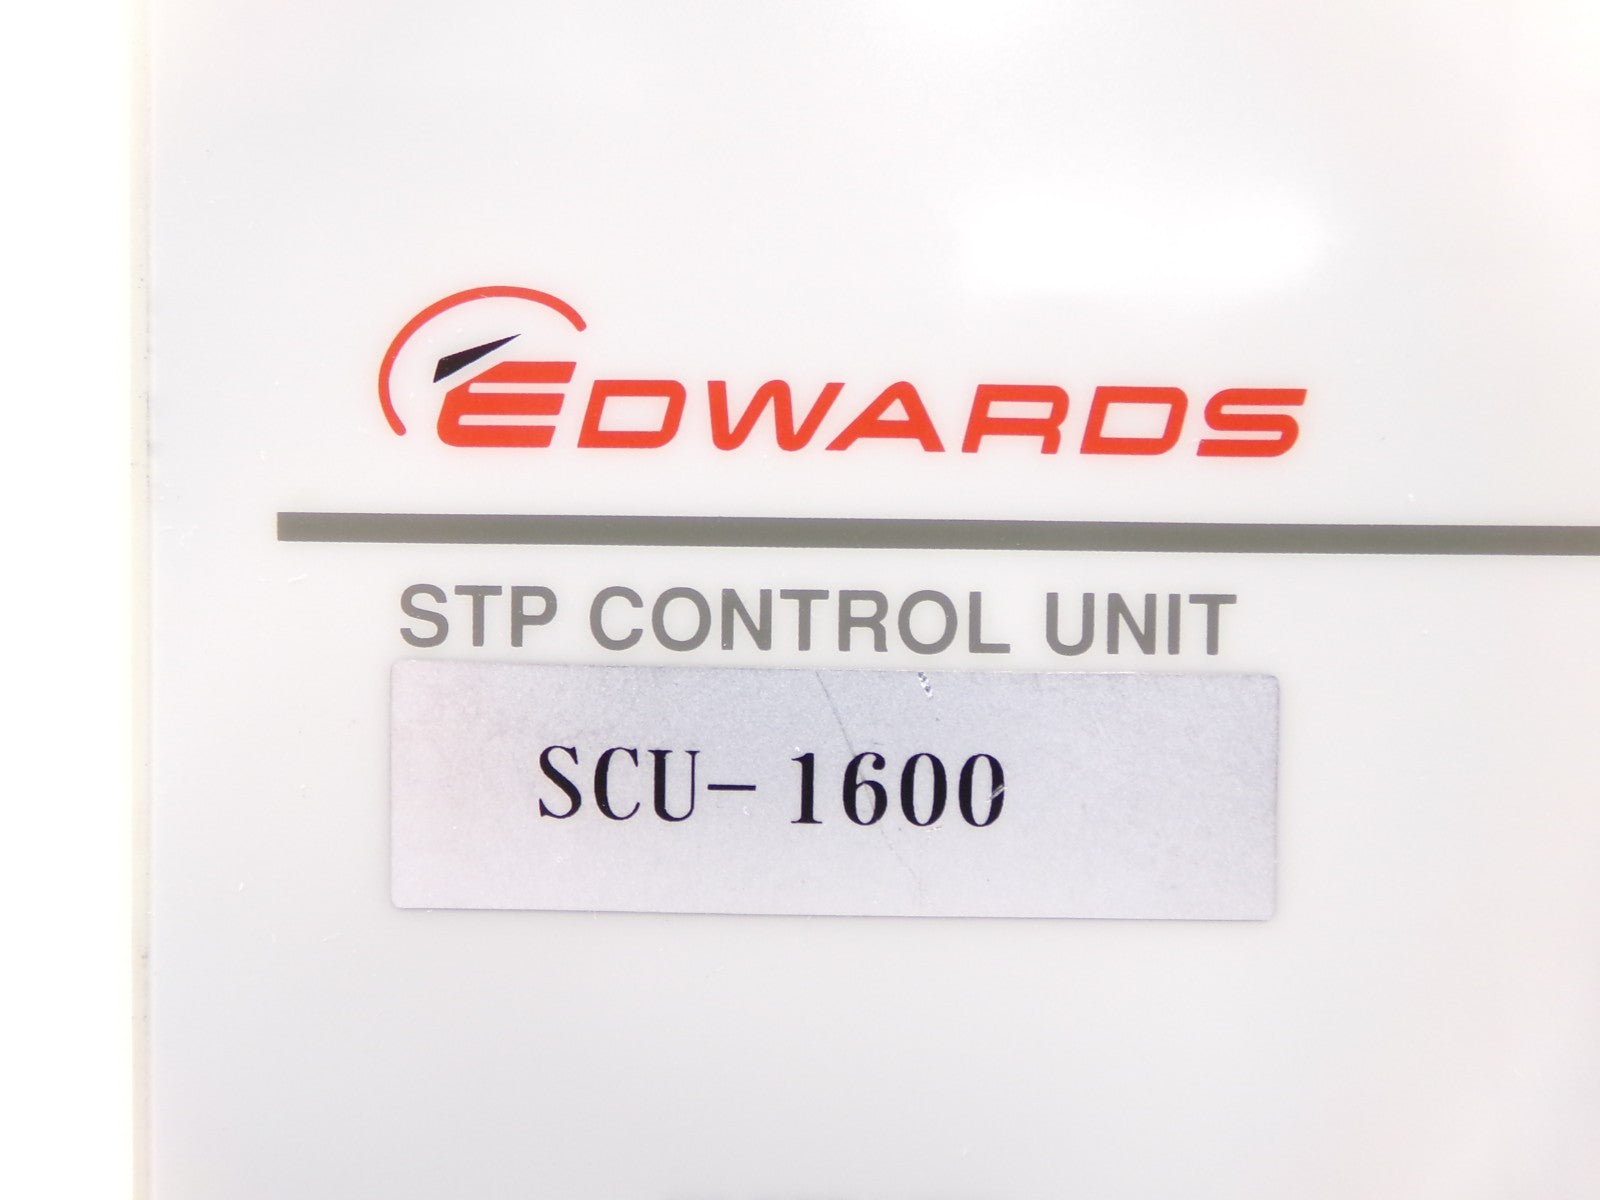 EDWARDS
STP CONTROL UNIT
SCU-1600